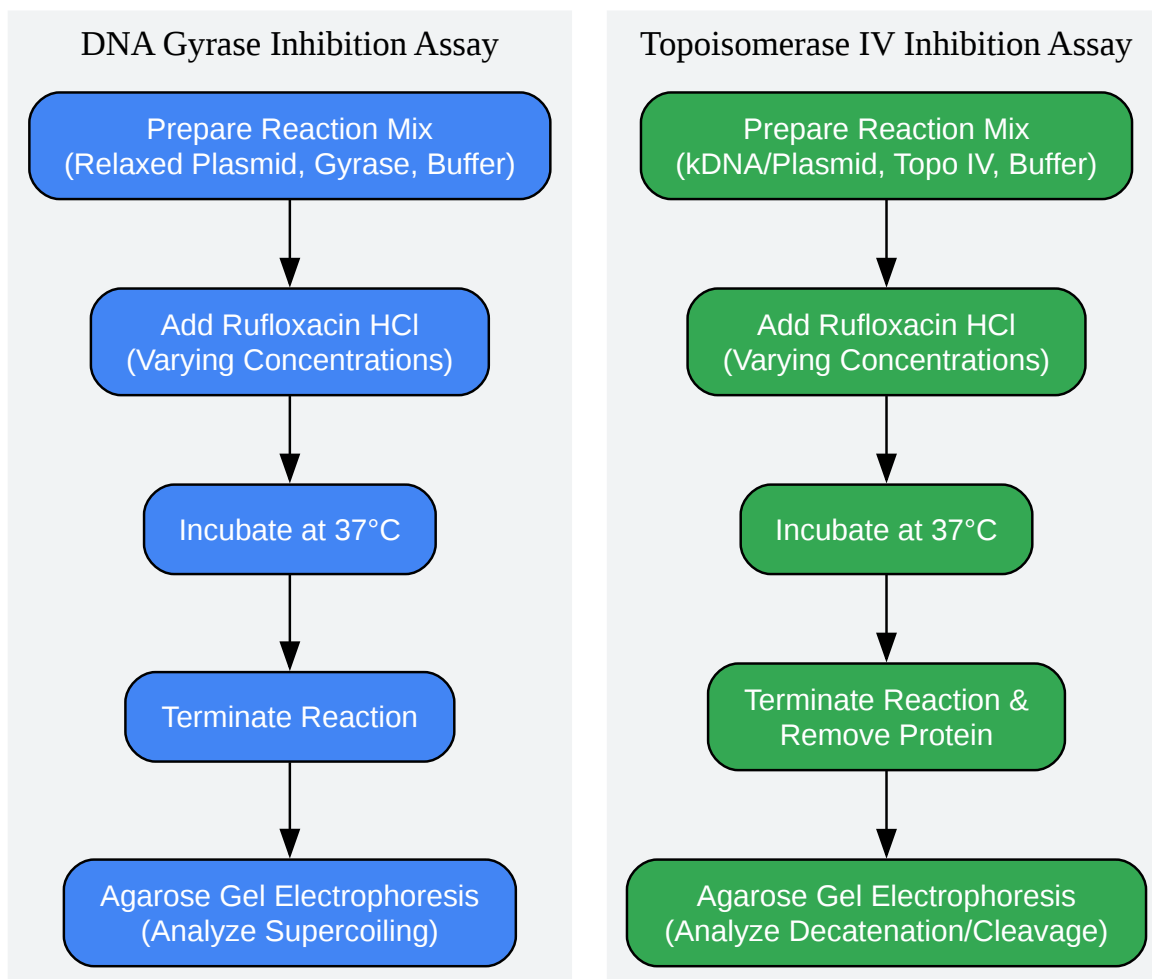 DNA Gyrase Inhibition Assay
Prepare Reaction Mix
(Relaxed Plasmid, Gyrase, Buffer)
Add Rufloxacin HCl
(Varying Concentrations)
Incubate at 37°C
Terminate Reaction
Agarose Gel Electrophoresis
(Analyze Supercoiling)
Topoisomerase IV Inhibition Assay
Prepare Reaction Mix
(kDNA/Plasmid, Topo IV, Buffer)
Add Rufloxacin HCl
(Varying Concentrations)
Incubate at 37°C
Terminate Reaction &
Remove Protein
Agarose Gel Electrophoresis
(Analyze Decatenation/Cleavage)